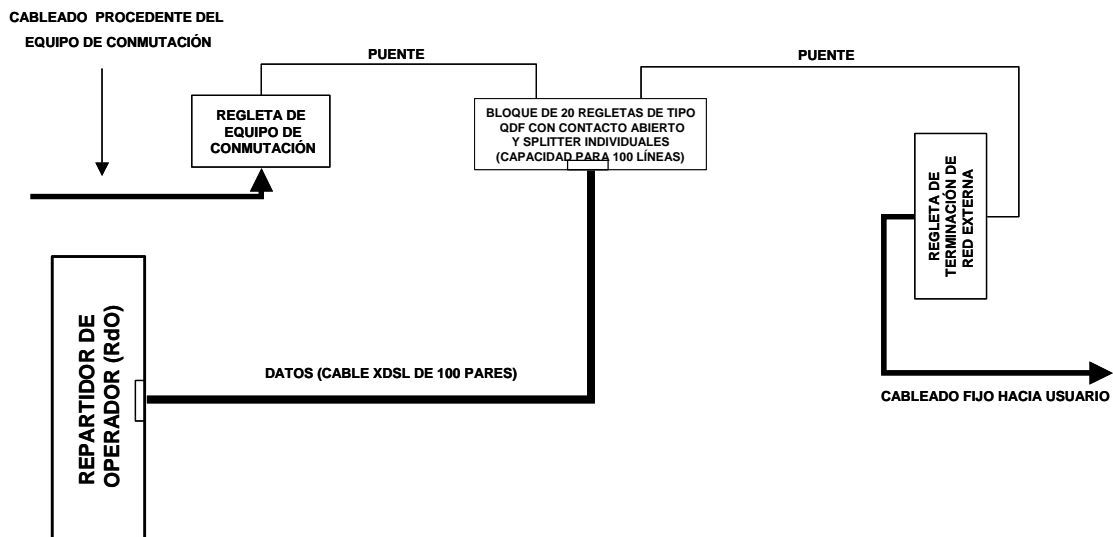 CABLEADO PROCEDENTE DEL
EQUIPO DE CONMUTACIÓN
PUENTE
PUENTE
REGLETA DE
EQUIPO DE
CONMUTACIÓN
BLOQUE DE 20 REGLETAS DE TIPO
QDF CON CONTACTO ABIERTO
Y SPLITTER INDIVIDUALES
(CAPACIDAD PARA 100 LÍNEAS)
REGLETA DE
TERMINACIÓN DE
RED EXTERNA
REPARTIDOR DE
OPERADOR (RdO)
DATOS (CABLE XDSL DE 100 PARES)
CABLEADO FIJO HACIA USUARIO